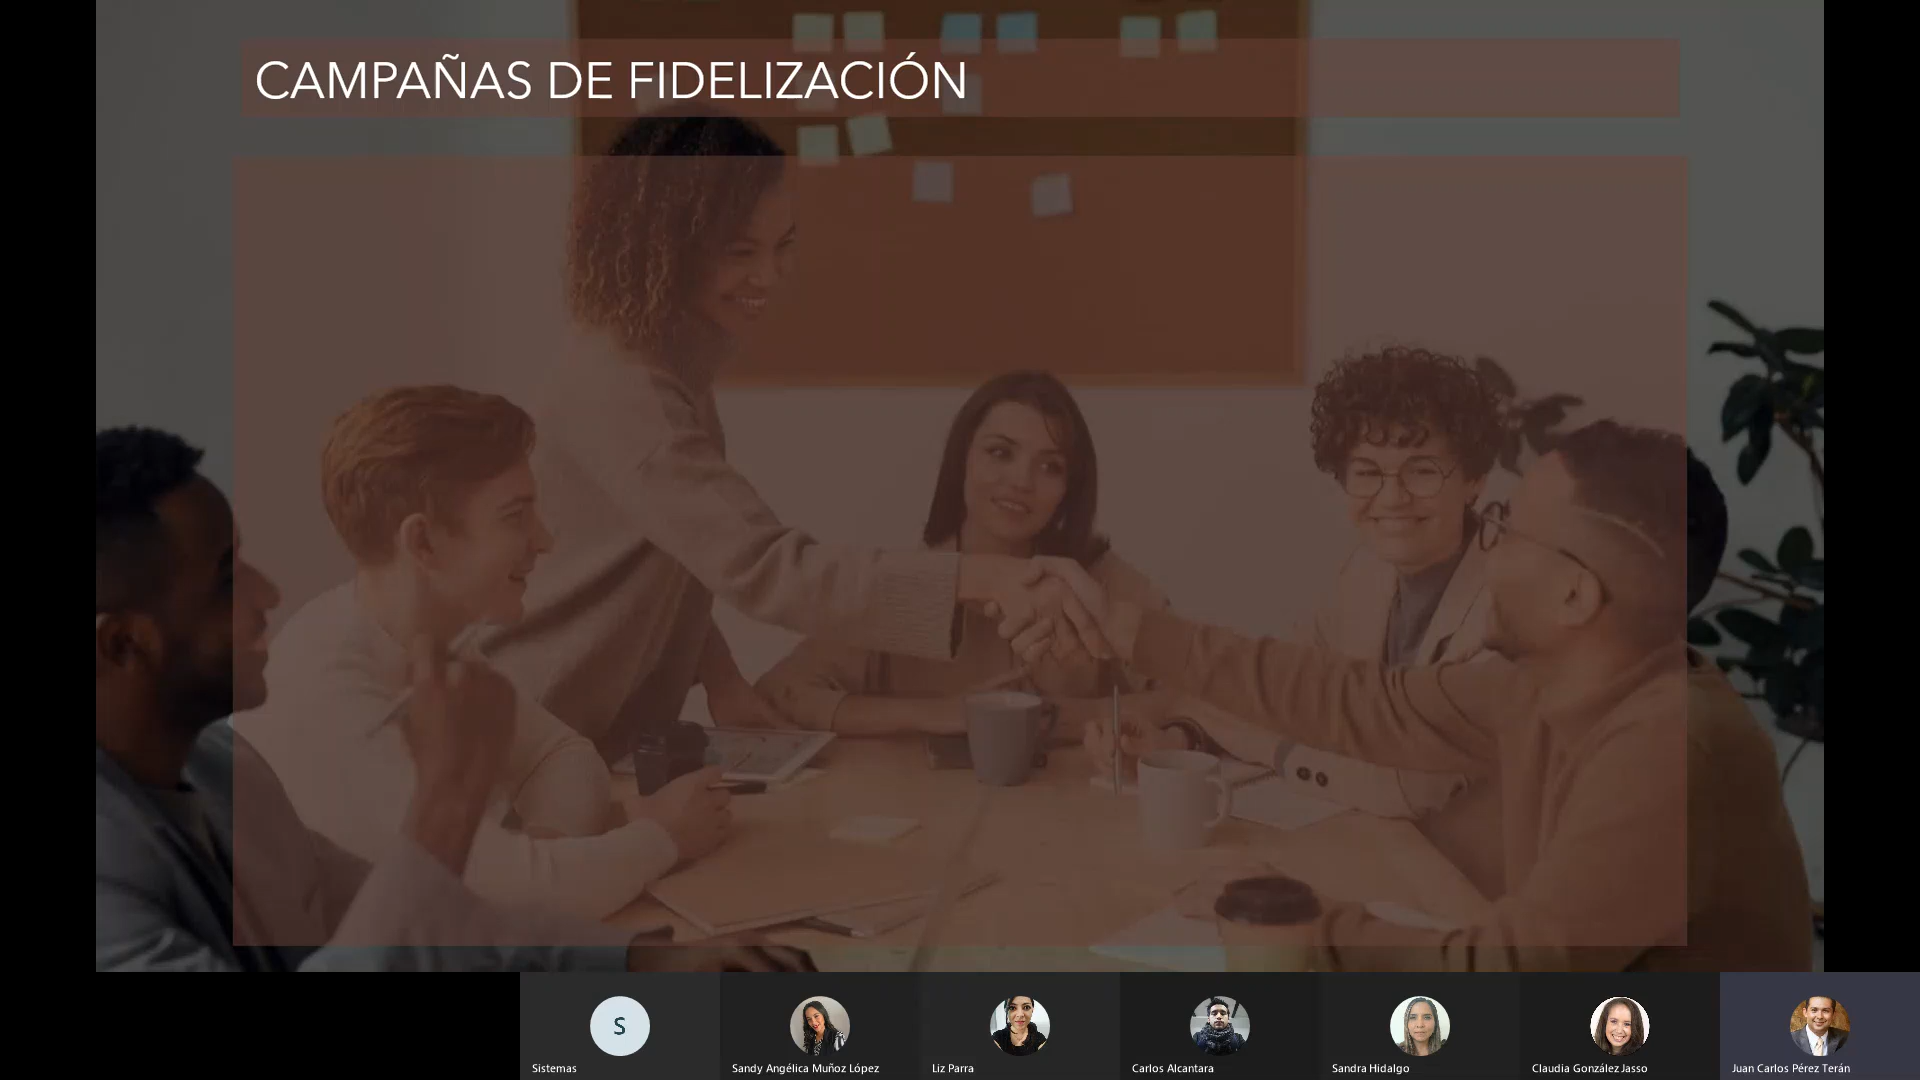 CAMPAÑAS DE FIDELIZACIÓN
S
Sistemas
Sandy Angélica Muñoz López
Liz Parra
Carlos Alcantara
Sandra Hidalgo
Claudia González Jasso
Juan Carlos Pérez Terán